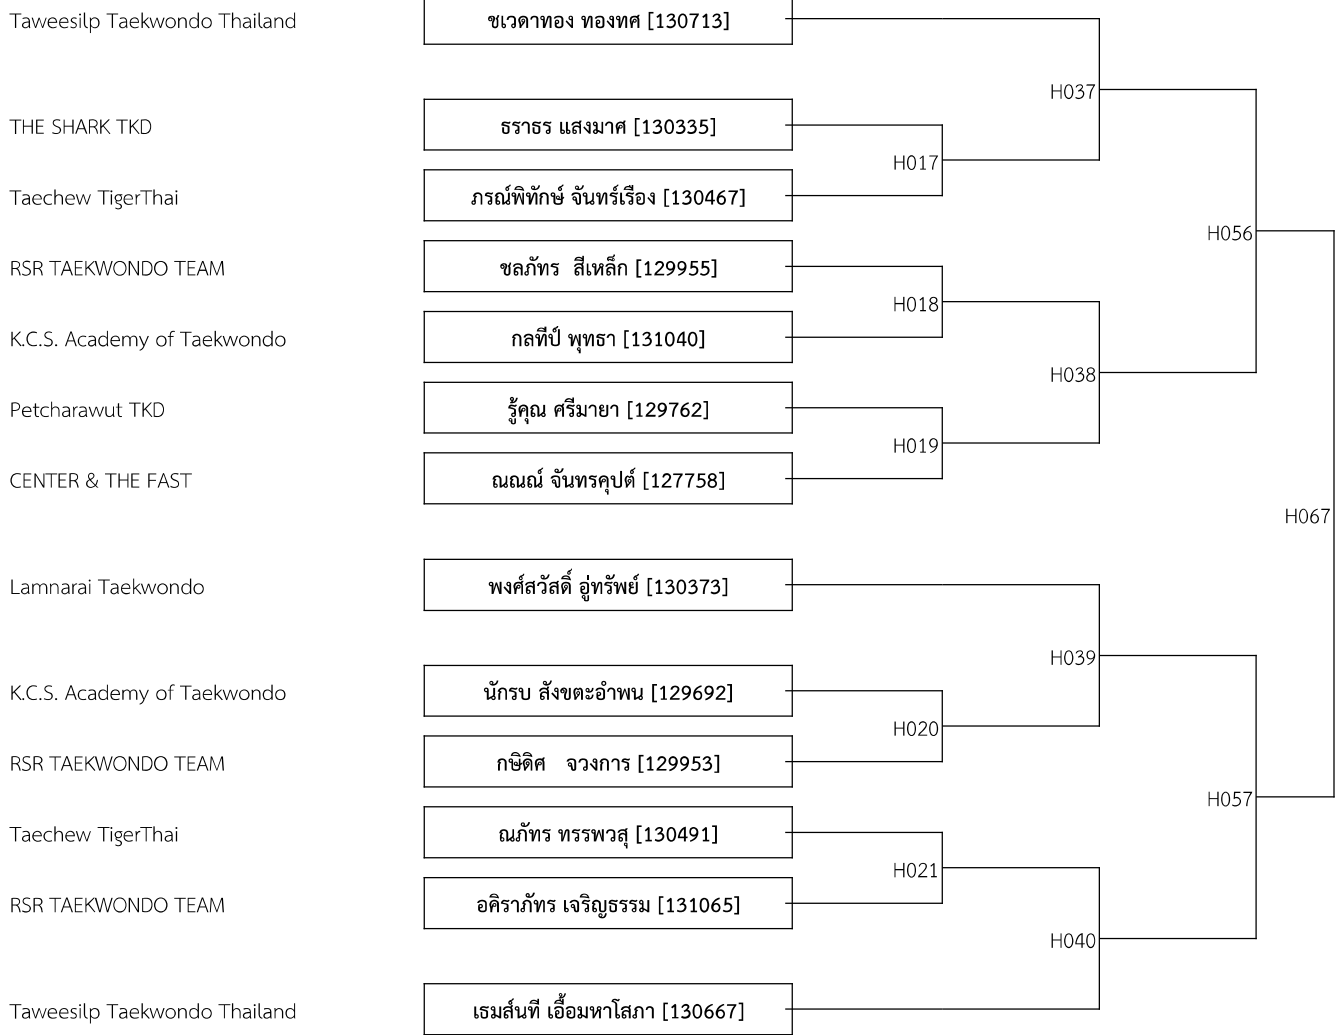 Taweesilp Taekwondo Thailand ชเวดาทอง ทองทศ [130713]
H037
THE SHARK TKD ธราธร แสงมาศ [130335]
H017
Taechew TigerThai ภรณ์พิทักษ์ จันทร์เรือง [130467]
H056
RSR TAEKWONDO TEAM ชลภัทร สีเหล็ก [129955]
H018
K.C.S. Academy of Taekwondo กลทีป์ พุทธา [131040]
H038
Petcharawut TKD รู้คุณ ศรีมายา [129762]
H019
CENTER & THE FAST ณณณ์ จันทรคุปต์ [127758]
H067
Lamnarai Taekwondo พงศ์สวัสดิ์ อู่ทรัพย์ [130373]
H039
K.C.S. Academy of Taekwondo นักรบ สังขตะอำพน [129692]
H020
RSR TAEKWONDO TEAM กษิดิศ จวงการ [129953]
H057
Taechew TigerThai ณภัทร ทรรพวสุ [130491]
H021
RSR TAEKWONDO TEAM อคิราภัทร เจริญธรรม [131065]
H040
Taweesilp Taekwondo Thailand เธมส์นที เอื้อมหาโสภา [130667]